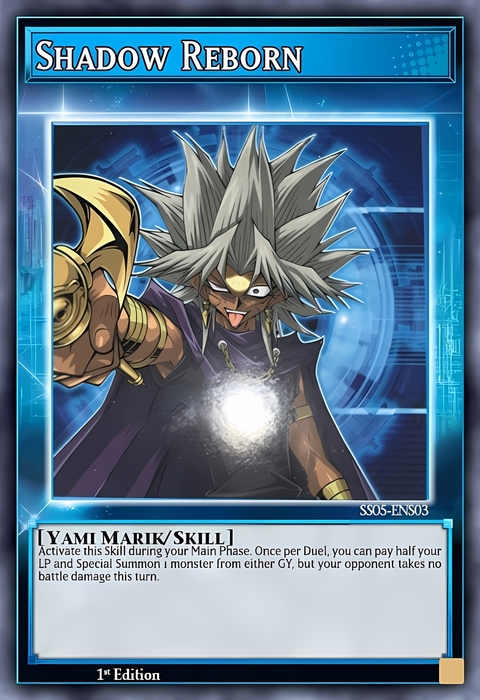 Shadow Reborn
SS05-ENS03
[Yami Marik/Skill]
Activate this Skill during your Main Phase. Once per Duel, you can pay half your
LP and Special Summon 1 monster from either GY, but your opponent takes no
battle damage this turn.
1st Edition